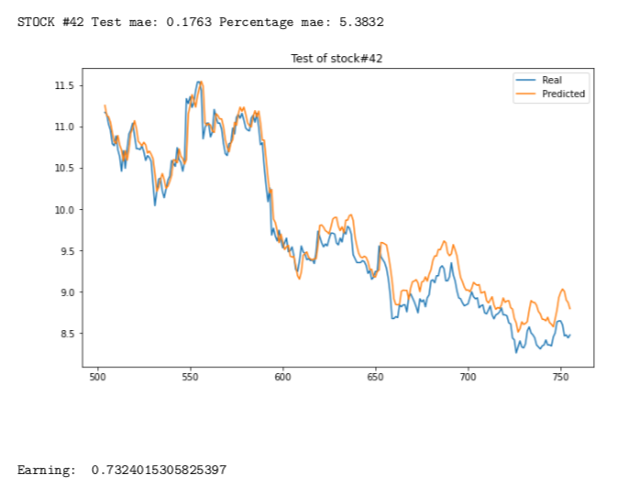 STOCK #42 Test mae: 0.1763 Percentage mae: 5.3832
Test of stock#42
Real
Predicted
11.5
11.0
10.5
10.0
9.5
9.0
8.5
500 550 600 650 700 750
Earning: 0.7324015305825397